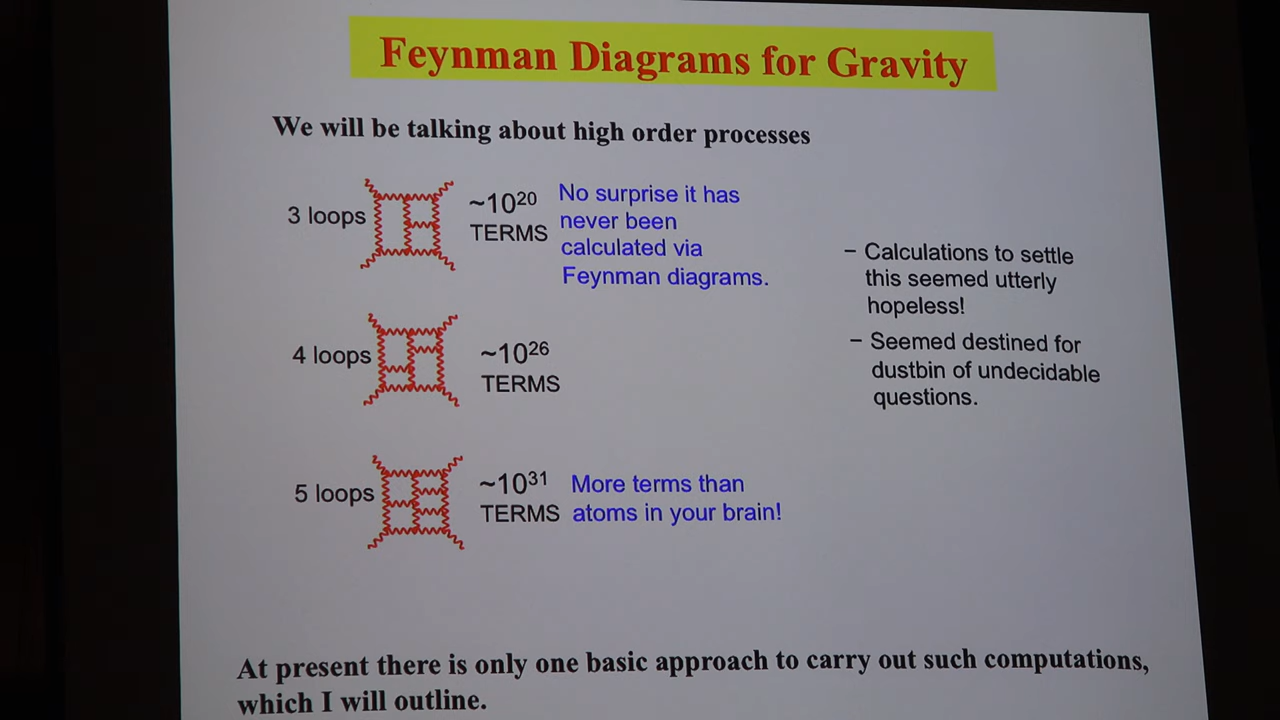 Feynman Diagrams for Gravity
We will be talking about high order processes
3 loops
~10²⁰
TERMS
No surprise it has
never been
calculated via
Feynman diagrams.
– Calculations to settle
this seemed utterly
hopeless!
– Seemed destined for
dustbin of undecidable
questions.
4 loops
~10²⁶
TERMS
5 loops
~10³¹
TERMS
More terms than
atoms in your brain!
At present there is only one basic approach to carry out such computations,
which I will outline.